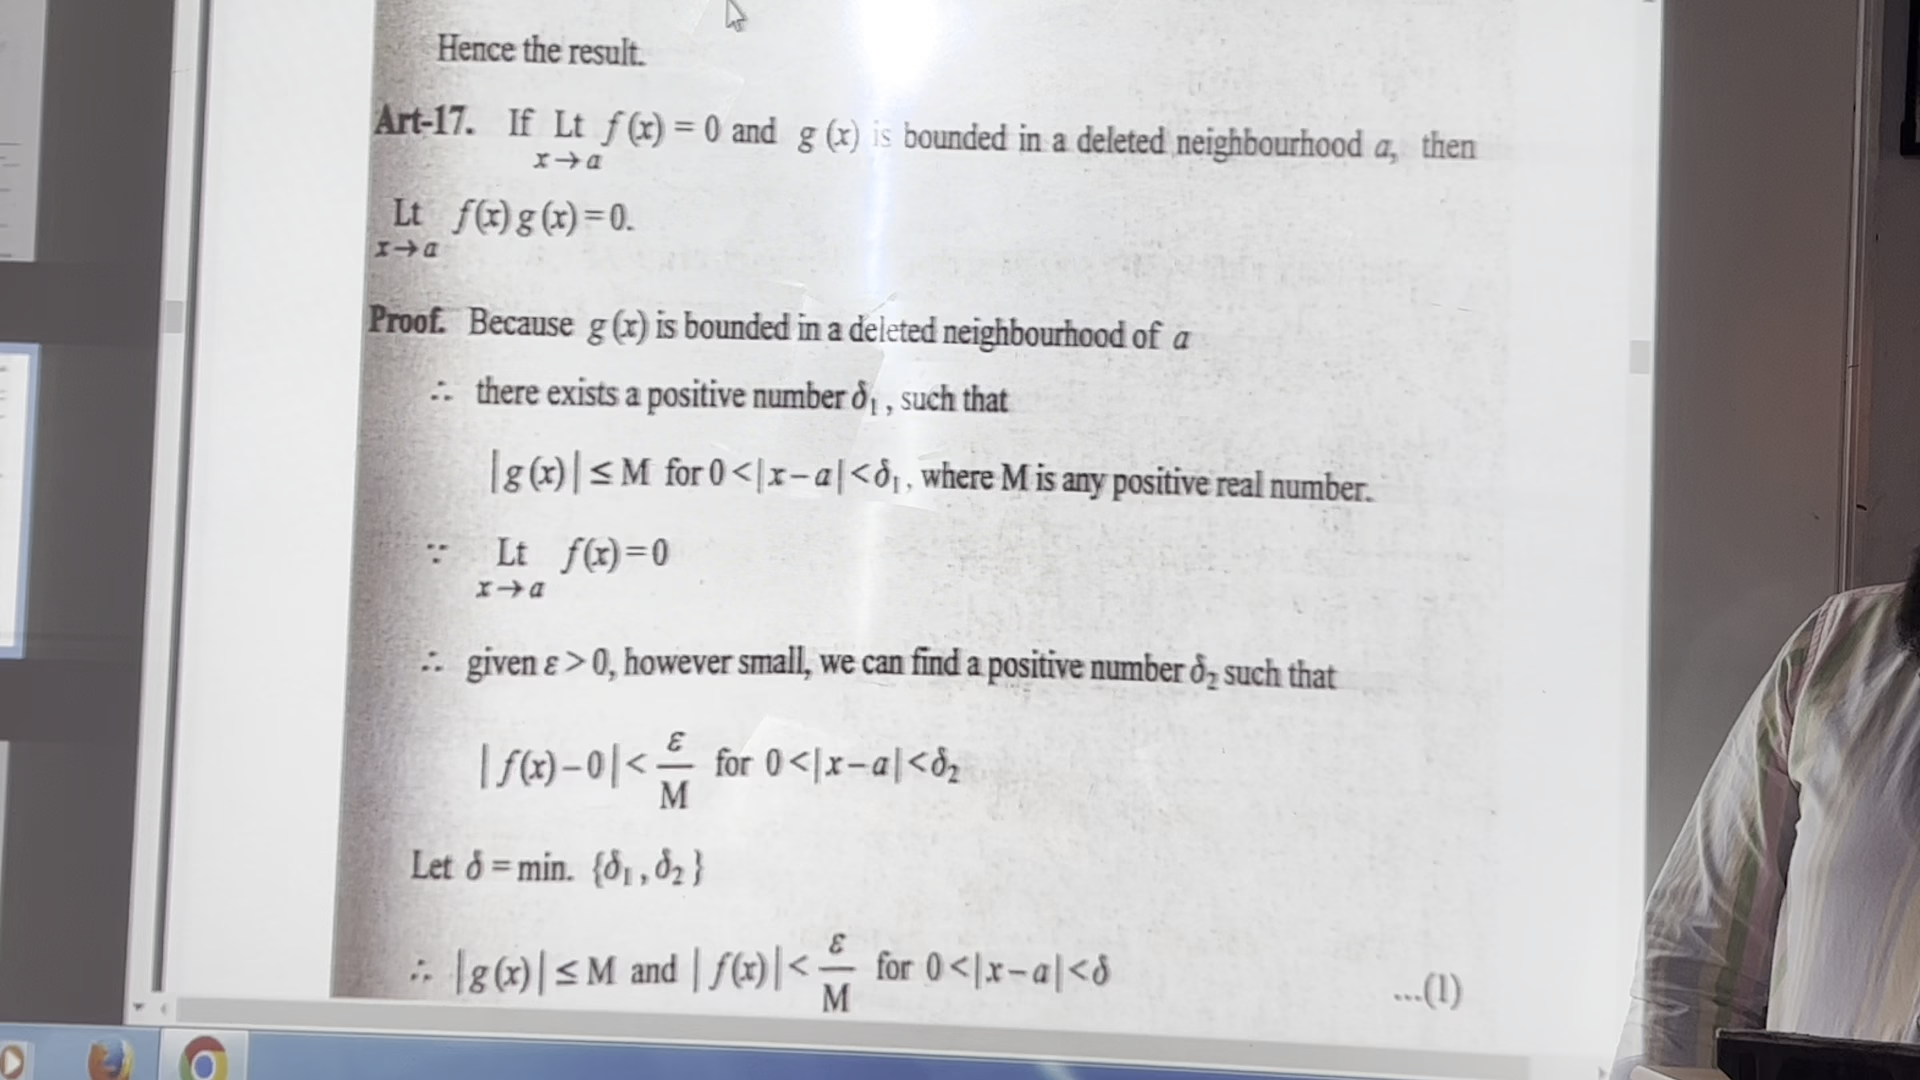 Hence the result.
Art-17. If Lt f(x) = 0 and g (x) is bounded in a deleted neighbourhood a, then
x→a
Lt f(x) g (x) = 0.
x→a
Proof. Because g (x) is bounded in a deleted neighbourhood of a
∴ there exists a positive number δ₁, such that
|g (x)| ≤ M for 0 < |x – a| < δ₁, where M is any positive real number.
∵ Lt f(x) = 0
x→a
∴ given ε > 0, however small, we can find a positive number δ₂ such that
| f(x) – 0| < ε/M for 0 < |x – a| < δ₂
Let δ = min. {δ₁, δ₂}
∴ |g (x)| ≤ M and | f(x)| < ε/M for 0 < |x – a| < δ ...(1)